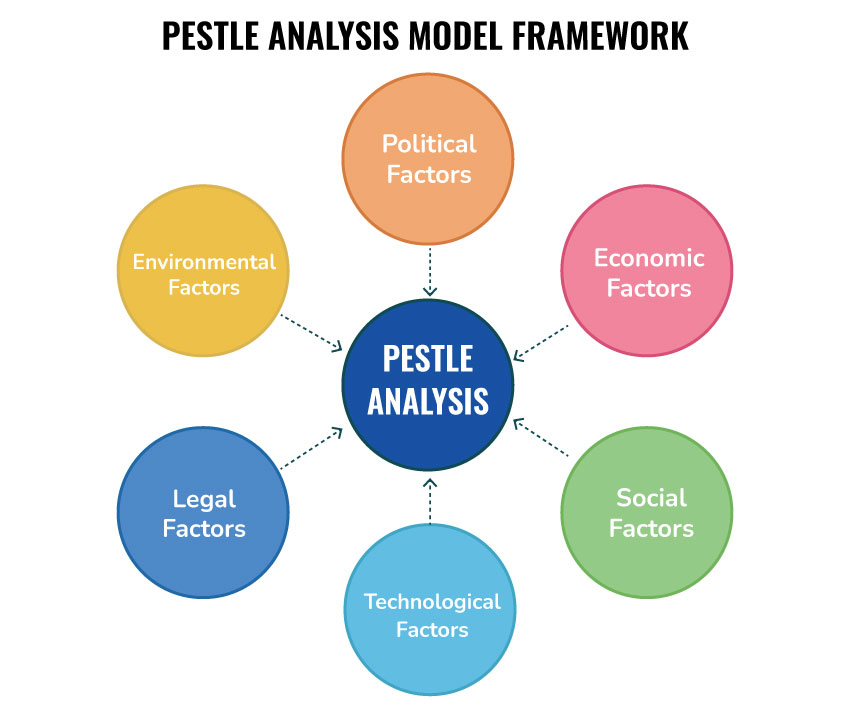 PESTLE ANALYSIS MODEL FRAMEWORK
Political
Factors
Economic
Factors
Social
Factors
Technological
Factors
Legal
Factors
Environmental
Factors
PESTLE
ANALYSIS